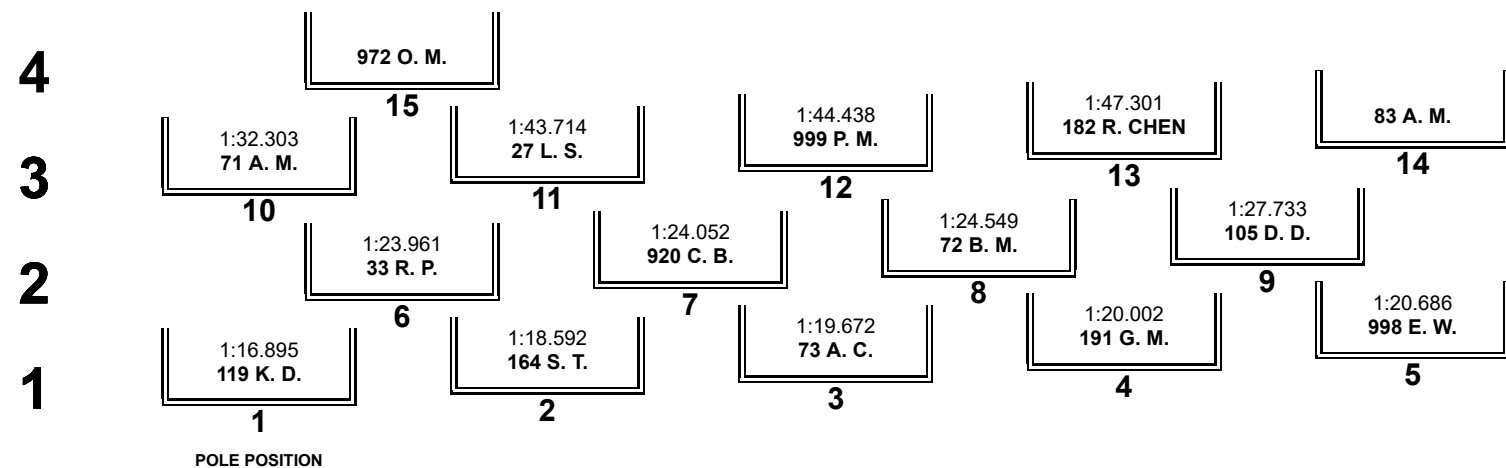 4
972 O. M.
15
1:32.303
71 A. M.
10
1:43.714
27 L. S.
11
1:44.438
999 P. M.
12
1:47.301
182 R. CHEN
13
83 A. M.
14
3
1:23.961
33 R. P.
6
1:24.052
920 C. B.
7
1:24.549
72 B. M.
8
1:27.733
105 D. D.
9
2
1:16.895
119 K. D.
1
1:18.592
164 S. T.
2
1:19.672
73 A. C.
3
1:20.002
191 G. M.
4
1:20.686
998 E. W.
5
1
POLE POSITION